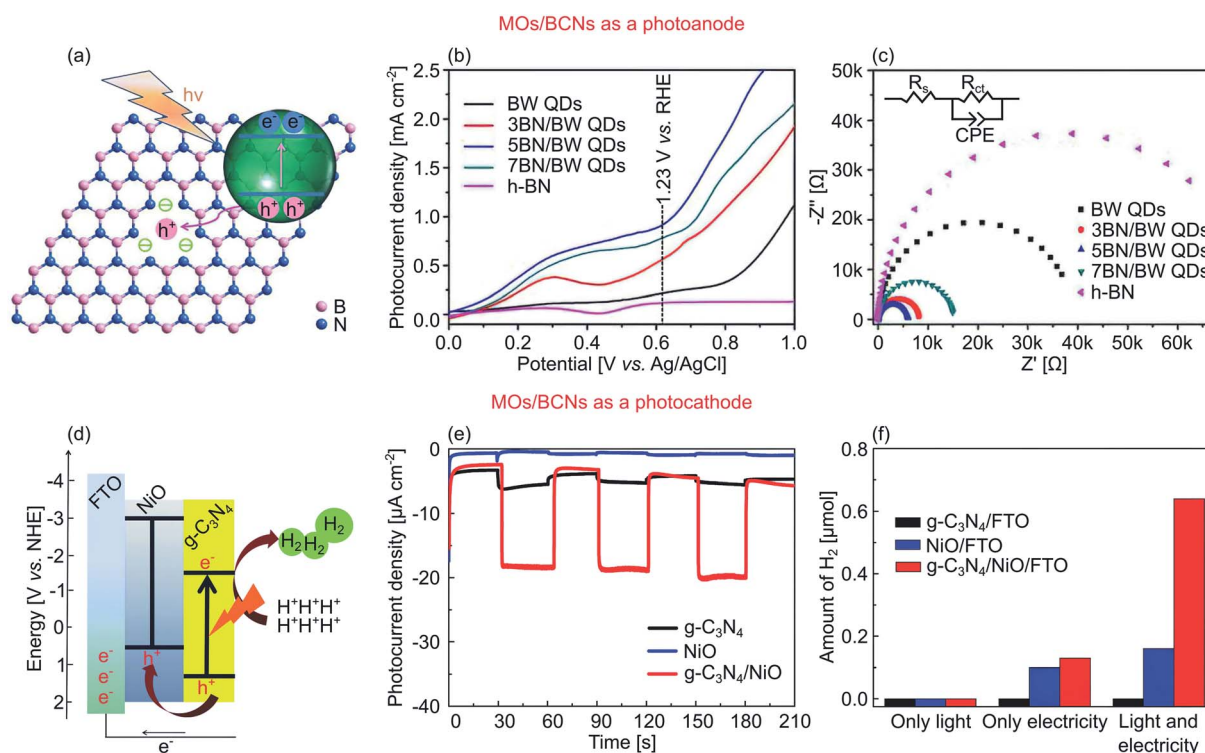 MOs/BCNs as a photoanode
(a)
hν
e⁻ e⁻
h⁺ h⁺
h⁺
⊖
⊖ ⊖
B
N
(b)
Photocurrent density [mA cm⁻²]
2.5
2.0
1.5
1.0
0.5
0.0
BW QDs
3BN/BW QDs
5BN/BW QDs
7BN/BW QDs
h-BN
1.23 V vs. RHE
0.0 0.2 0.4 0.6 0.8 1.0
Potential [V vs. Ag/AgCl]
(c)
-Z'' [Ω]
50k
40k
30k
20k
10k
0
Rs
Rct
CPE
BW QDs
3BN/BW QDs
5BN/BW QDs
7BN/BW QDs
h-BN
0 10k 20k 30k 40k 50k 60k
Z' [Ω]
MOs/BCNs as a photocathode
(d)
Energy [V vs. NHE]
-4
-3
-2
-1
0
1
2
FTO
NiO
g-C₃N₄
H₂ H₂ H₂
e⁻
H⁺H⁺H⁺
H⁺H⁺H⁺
e⁻
e⁻
e⁻
h⁺
h⁺
e⁻
(e)
Photocurrent density [μA cm⁻²]
0
-10
-20
-30
-40
g-C₃N₄
NiO
g-C₃N₄/NiO
0 30 60 90 120 150 180 210
Time [s]
(f)
Amount of H₂ [μmol]
0.8
0.6
0.4
0.2
0.0
g-C₃N₄/FTO
NiO/FTO
g-C₃N₄/NiO/FTO
Only light Only electricity Light and
electricity